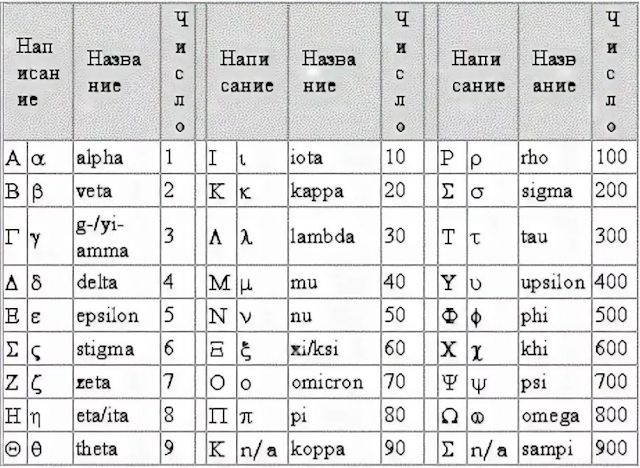 Написание Название Число Написание Название Число Написание Название Число
Α α alpha 1 Ι ι iota 10 Ρ ρ rho 100
Β β veta 2 Κ κ kappa 20 Σ σ sigma 200
Γ γ g-/yi-amma 3 Λ λ lambda 30 Τ τ tau 300
Δ δ delta 4 Μ μ mu 40 Υ υ upsilon 400
Ε ε epsilon 5 Ν ν nu 50 Φ φ phi 500
Σ ς stigma 6 Ξ ξ xi/ksi 60 Χ χ khi 600
Ζ ζ zeta 7 Ο ο omicron 70 Ψ ψ psi 700
Η η eta/ita 8 Π π pi 80 Ω ω omega 800
Θ θ theta 9 Κ n/a koppa 90 Σ n/a sampi 900